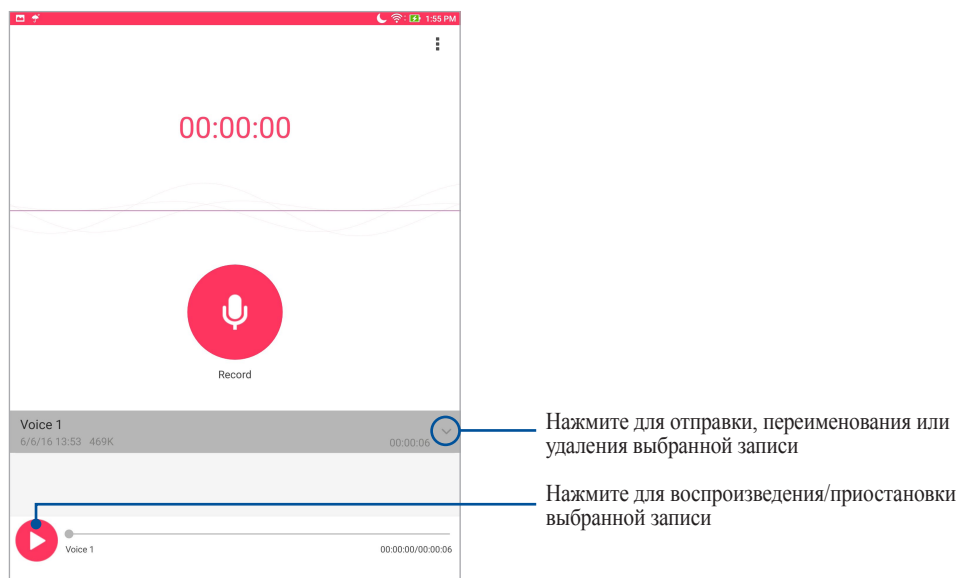 1:55 PM
00:00:00
Record
Voice 1
6/6/16 13:53 469K 00:00:06
Нажмите для отправки, переименования или
удаления выбранной записи
Нажмите для воспроизведения/приостановки
выбранной записи
Voice 1 00:00:00/00:00:06